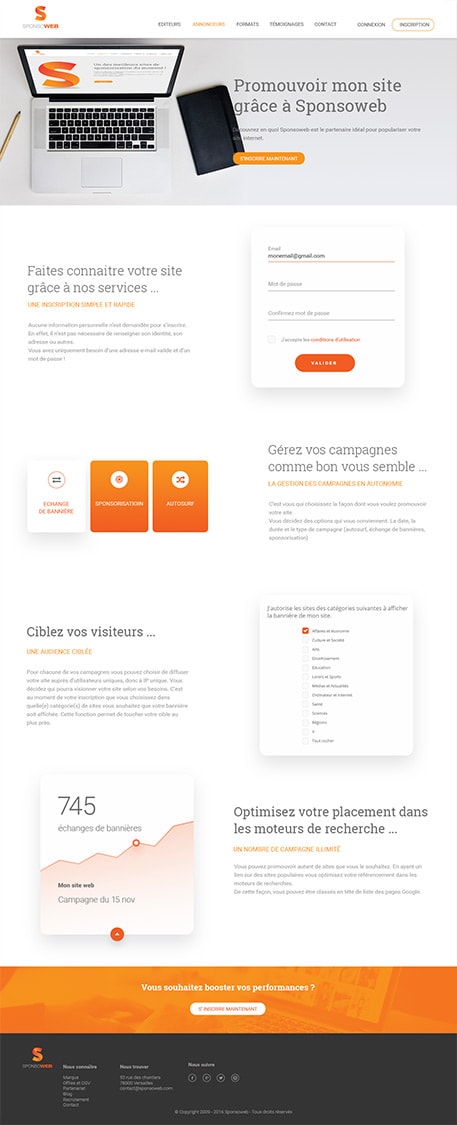 SPONSOWEB
EDITEURS
ANNONCEURS
FORMATS
TÉMOIGNAGES
CONTACT
CONNEXION
INSCRIPTION
Promouvoir mon site
grâce à Sponsoweb
Découvrez en quoi Sponsoweb est le partenaire idéal pour populariser votre
site internet.
S'INSCRIRE MAINTENANT
Faites connaitre votre site
grâce à nos services ...
UNE INSCRIPTION SIMPLE ET RAPIDE
Aucune information personnelle n'est demandée pour s'inscrire.
En effet, il n'est pas nécessaire de renseigner son identité, son
adresse ou autres.
Vous avez uniquement besoin d'une adresse e-mail valide et d'un
mot de passe !
Email
monemail@gmail.com
Mot de passe
Confirmez mot de passe
J'accepte les conditions d'utilisation
VALIDER
ECHANGE
DE BANNIÈRE
SPONSORISATION
AUTOSURF
Gérez vos campagnes
comme bon vous semble ...
LA GESTION DES CAMPAGNES EN AUTONOMIE
C'est vous qui choisissez la façon dont vous voulez promouvoir
votre site.
Vous décidez des options qui vous conviennent. La date, la
durée et le type de campagne (autosurf, échange de bannières,
sponsorisation)
Ciblez vos visiteurs ...
UNE AUDIENCE CIBLÉE
Pour chacune de vos campagnes vous pouvez choisir de diffuser
votre site auprès d'utilisateurs uniques, donc à IP unique. Vous
décidez qui pourra visionner votre site selon vos besoins. C'est
au moment de votre inscription que vous choisissez dans
quelle(s) catégorie(s) de sites vous souhaitez que votre bannière
soit affichée. Cette fonction permet de toucher votre cible au
plus près.
J'autorise les sites des catégories suivantes à afficher
la bannière de mon site.
Affaires et économie
Culture et Société
Arts
Divertissement
Education
Loisirs et Sports
Médias et Actualités
Ordinateur et Internet
Santé
Sciences
Régions
X
Tout cocher
745
échanges de bannières
Mon site web
Campagne du 15 nov
Optimisez votre placement dans
les moteurs de recherche ...
UN NOMBRE DE CAMPAGNE ILLIMITÉ
Vous pouvez promouvoir autant de sites que vous le souhaitez. En ayant un
lien sur des sites populaires vous optimisez votre référencement dans les
moteurs de recherches.
De cette façon, vous pouvez être classés en tête de liste des pages Google.
Vous souhaitez booster vos performances ?
S'INSCRIRE MAINTENANT
SPONSOWEB
Nous connaitre
Marque
Offres et CGV
Partenariat
Blog
Recrutement
Contact
Nous trouver
78000 Versailles
contact@sponsoweb.com
Nous suivre
Copyright 2009 - 2016 Sponsoweb - Tous droits réservés